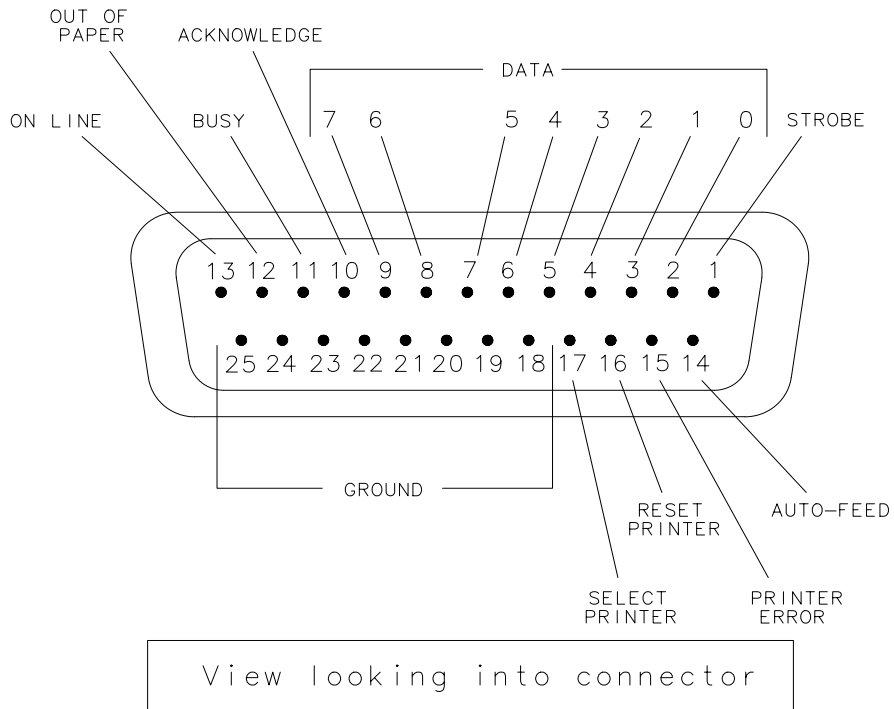 OUT OF
PAPER
ACKNOWLEDGE
DATA
ON LINE
BUSY
7 6 5 4 3 2 1 0
STROBE
13 12 11 10 9 8 7 6 5 4 3 2 1
25 24 23 22 21 20 19 18 17 16 15 14
GROUND
RESET
PRINTER
AUTO-FEED
SELECT
PRINTER
PRINTER
ERROR
View looking into connector